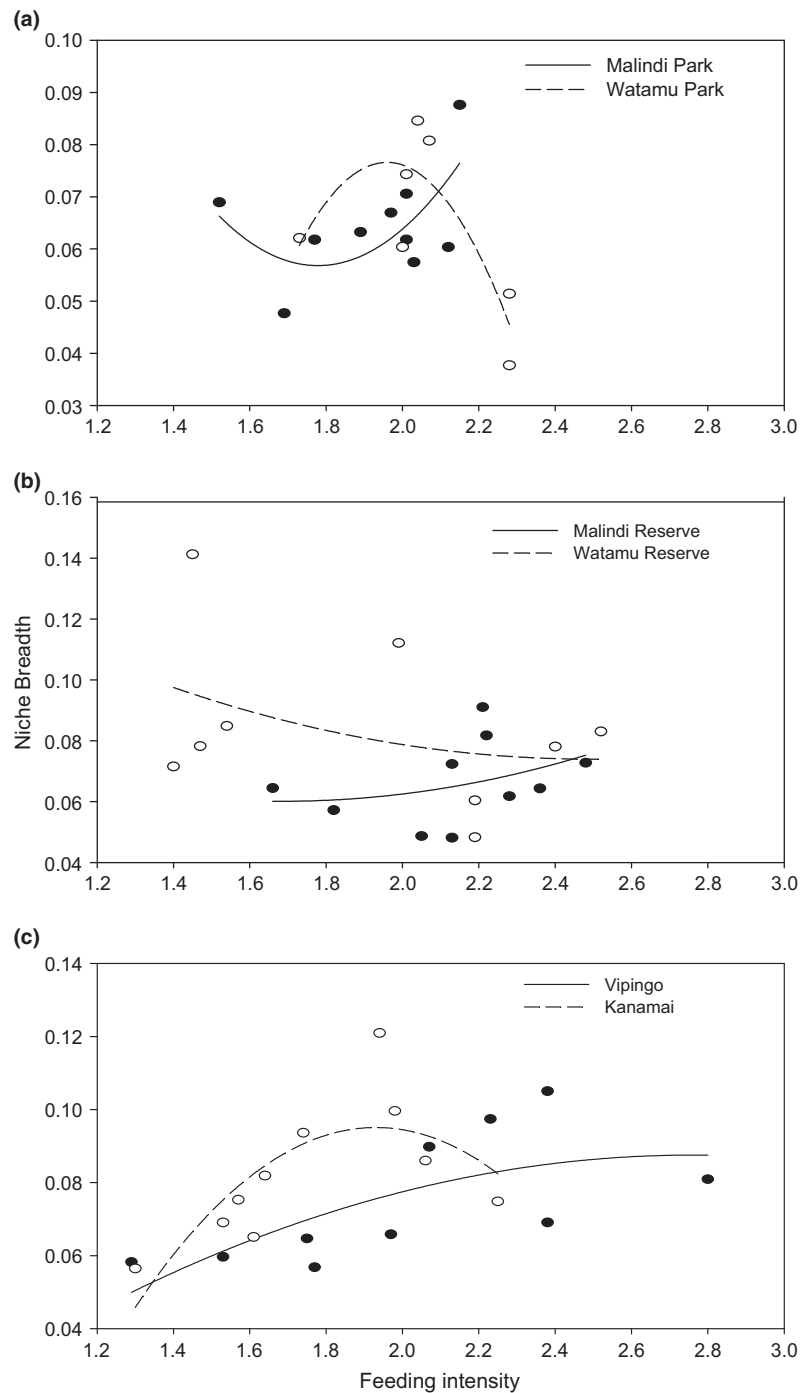 (a)
0.10
0.09
0.08
0.07
0.06
0.05
0.04
0.03
Malindi Park
Watamu Park
1.2 1.4 1.6 1.8 2.0 2.2 2.4 2.6 2.8 3.0
(b)
0.16
0.14
0.12
0.10
0.08
0.06
0.04
Malindi Reserve
Watamu Reserve
Niche Breadth
1.2 1.4 1.6 1.8 2.0 2.2 2.4 2.6 2.8 3.0
(c)
0.14
0.12
0.10
0.08
0.06
0.04
Vipingo
Kanamai
1.2 1.4 1.6 1.8 2.0 2.2 2.4 2.6 2.8 3.0
Feeding intensity